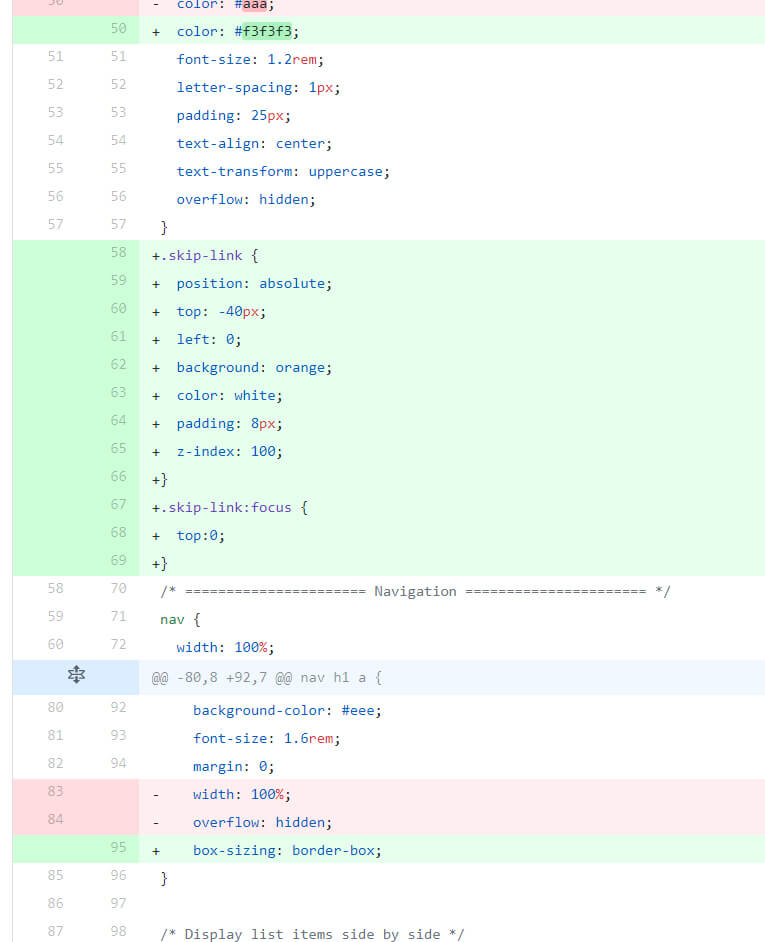 50 - color: #aaa;
50 + color: #f3f3f3;
51 51 font-size: 1.2rem;
52 52 letter-spacing: 1px;
53 53 padding: 25px;
54 54 text-align: center;
55 55 text-transform: uppercase;
56 56 overflow: hidden;
57 57 }
58 +.skip-link {
59 + position: absolute;
60 + top: -40px;
61 + left: 0;
62 + background: orange;
63 + color: white;
64 + padding: 8px;
65 + z-index: 100;
66 +}
67 +.skip-link:focus {
68 + top:0;
69 +}
58 70 /* ====================== Navigation ====================== */
59 71 nav {
60 72 width: 100%;
@@ -80,8 +92,7 @@ nav h1 a {
80 92 background-color: #eee;
81 93 font-size: 1.6rem;
82 94 margin: 0;
83 - width: 100%;
84 - overflow: hidden;
95 + box-sizing: border-box;
85 96 }
86 97
87 98 /* Display list items side by side */